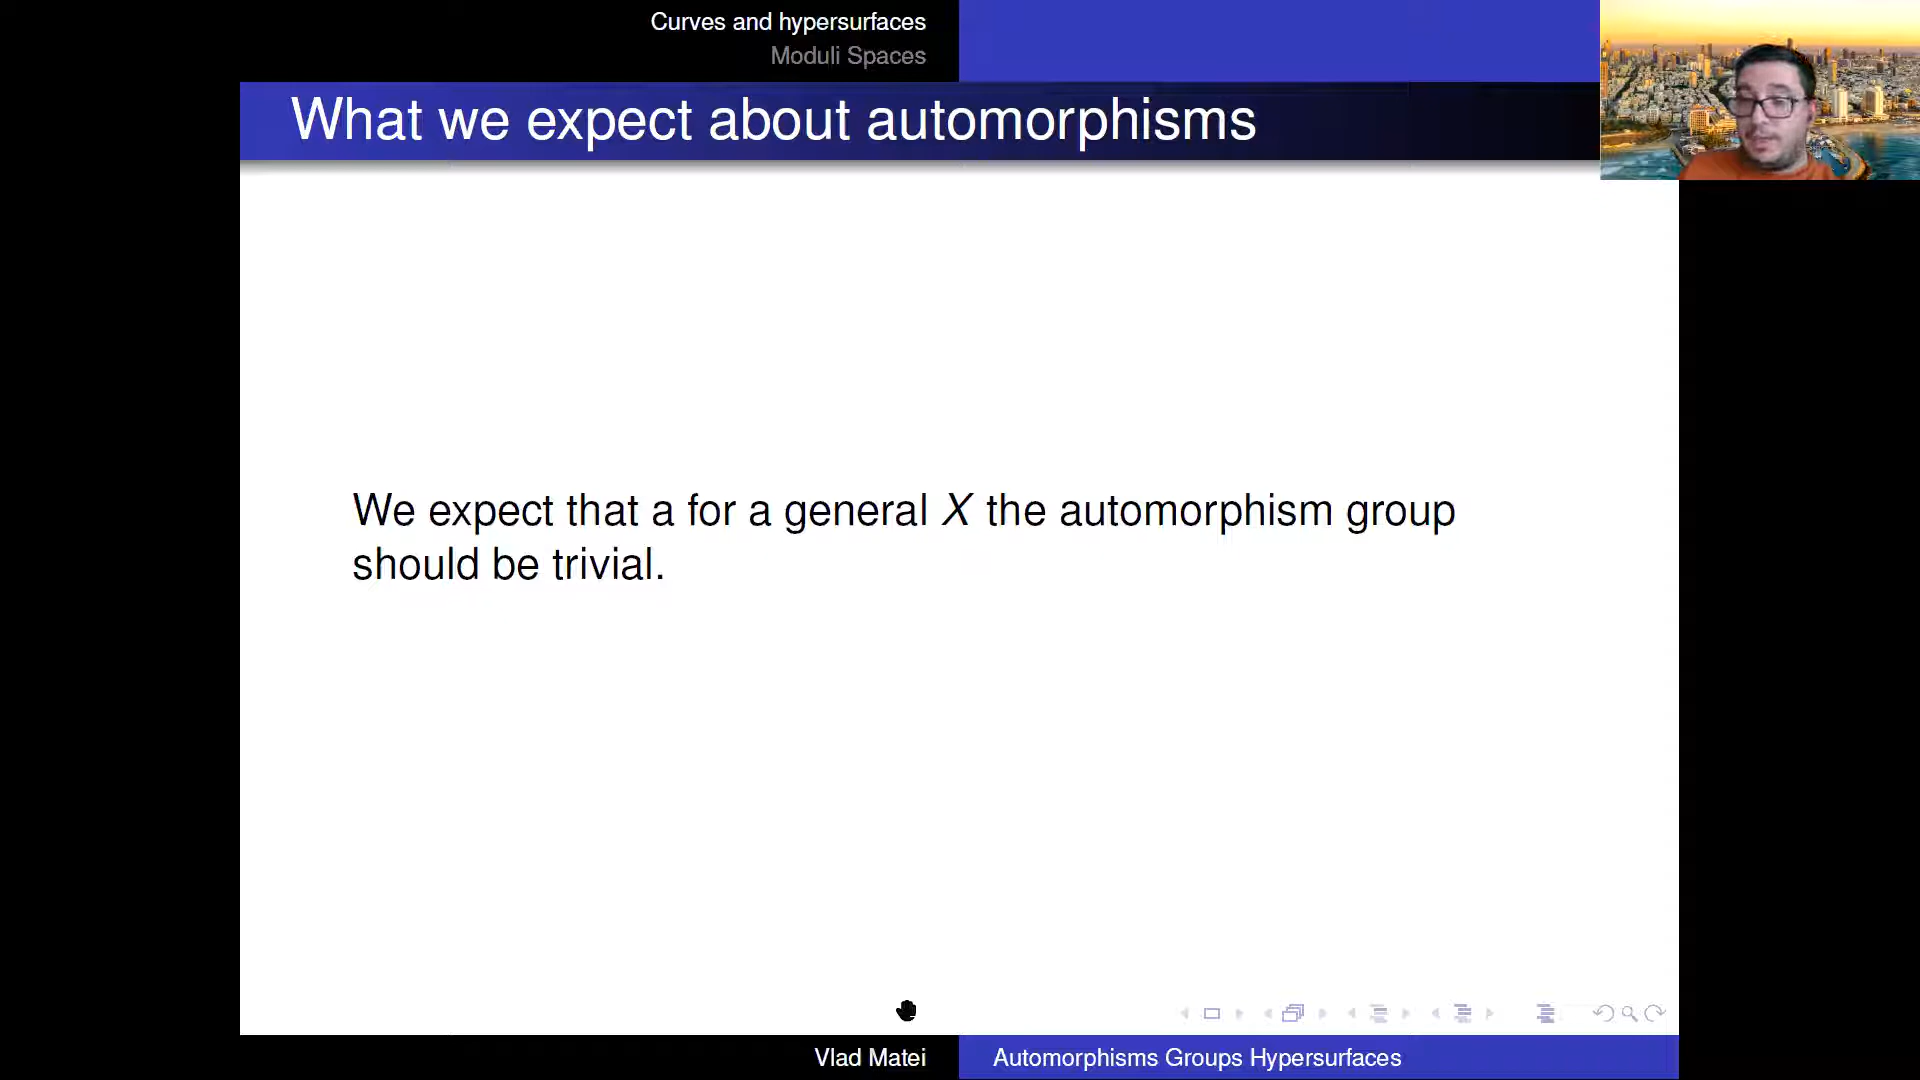 Curves and hypersurfaces
Moduli Spaces
What we expect about automorphisms
We expect that a for a general X the automorphism group
should be trivial.
Vlad Matei
Automorphisms Groups Hypersurfaces